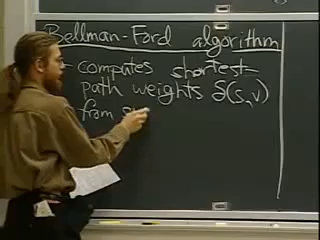 Bellman-Ford algorithm
- computes shortest-
path weights δ(s,v)
from